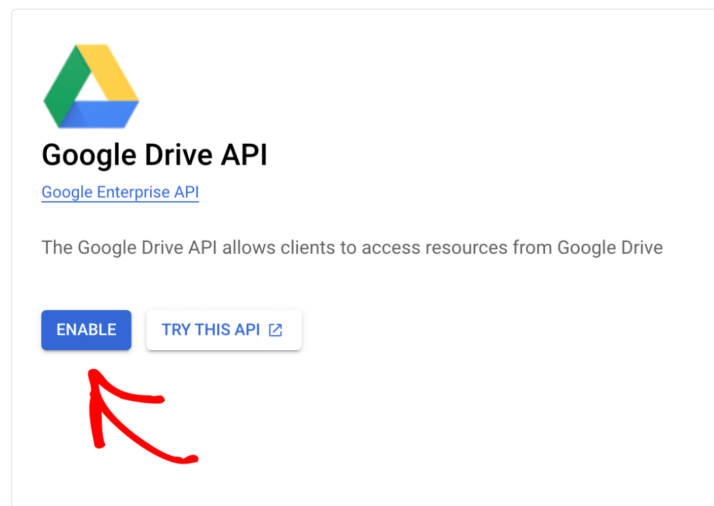 Google Drive API
Google Enterprise API
The Google Drive API allows clients to access resources from Google Drive
ENABLE
TRY THIS API